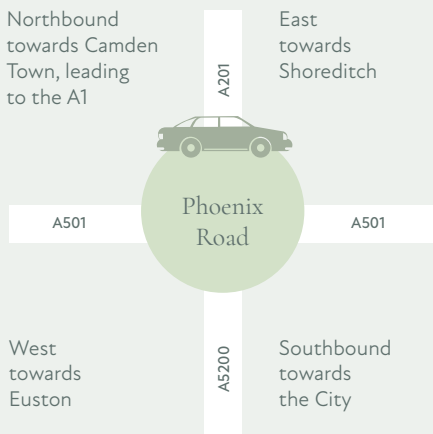 Northbound
towards Camden
Town, leading
to the A1
A201
East
towards
Shoreditch
Phoenix
Road
A501
A501
West
towards
Euston
A5200
Southbound
towards
the City